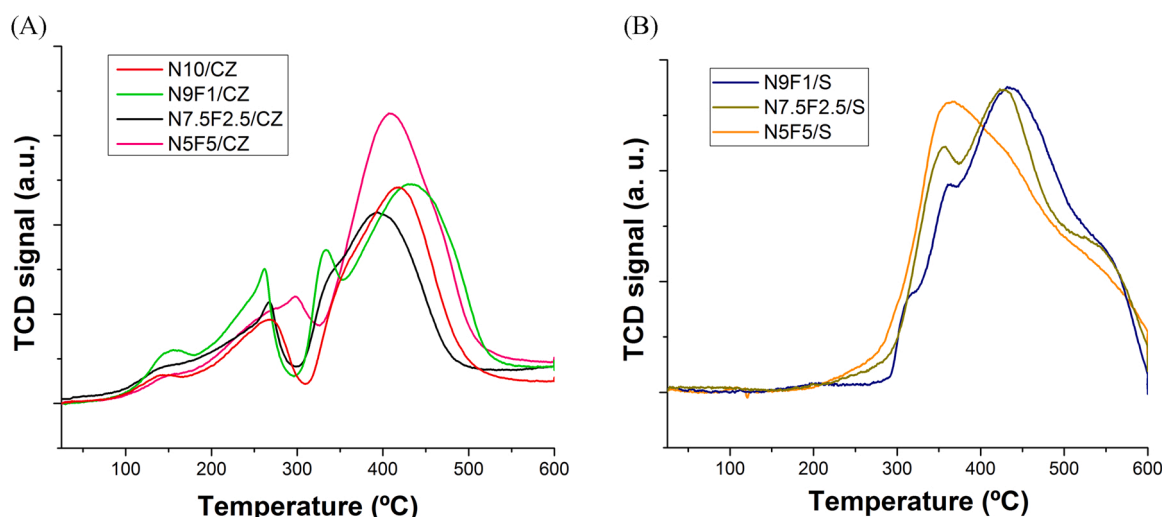 (A)
N10/CZ
N9F1/CZ
N7.5F2.5/CZ
N5F5/CZ
TCD signal (a.u.)
100 200 300 400 500 600
Temperature (ºC)
(B)
N9F1/S
N7.5F2.5/S
N5F5/S
TCD signal (a. u.)
100 200 300 400 500 600
Temperature (ºC)